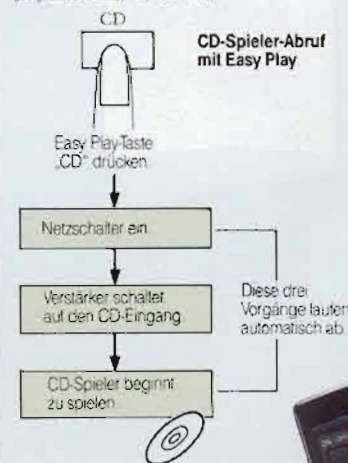 CD
CD-Spieler-Abruf
mit Easy Play
Easy Play-Taste
„CD" drücken
Netzschalter ein
Verstärker schaltet
auf den CD-Eingang
Diese drei
Vorgänge laufen
automatisch ab.
CD-Spieler beginnt
zu spielen